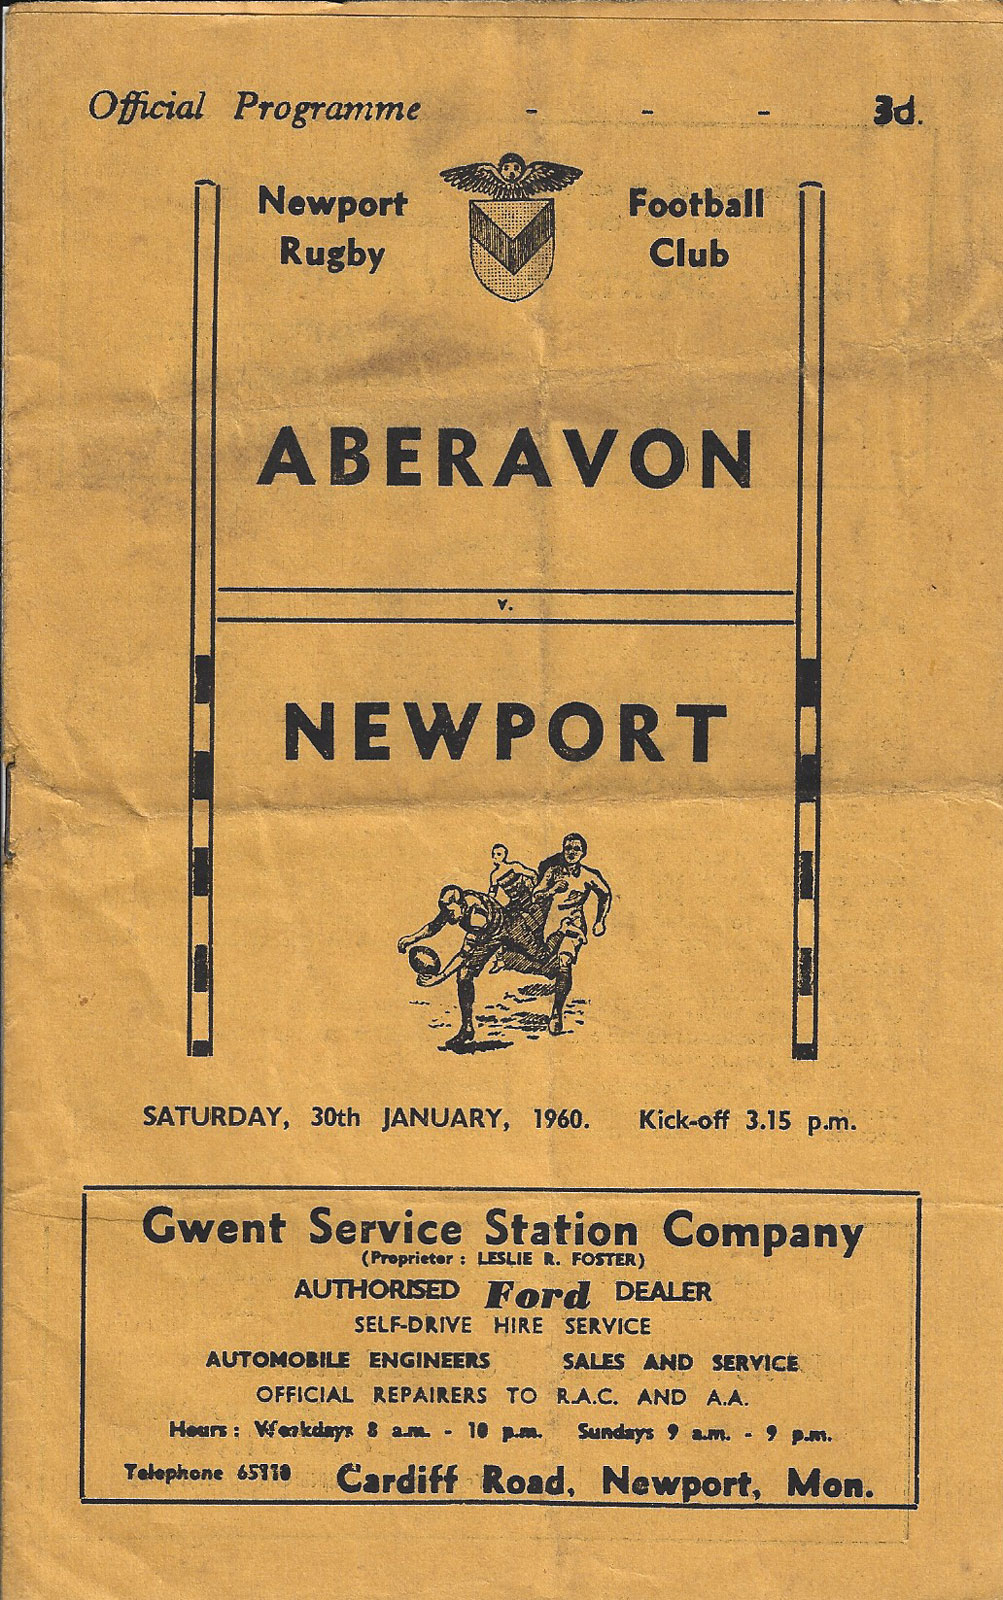 Official Programme - - - 3d.
Newport Football
Rugby Club
ABERAVON
v.
NEWPORT
SATURDAY, 30th JANUARY, 1960. Kick-off 3.15 p.m.
Gwent Service Station Company
(Proprietor : LESLIE R. FOSTER)
AUTHORISED Ford DEALER
SELF-DRIVE HIRE SERVICE
AUTOMOBILE ENGINEERS SALES AND SERVICE
OFFICIAL REPAIRERS TO R.A.C. AND A.A.
Hours : Weekdays 8 a.m. - 10 p.m. Sundays 9 a.m. - 9 p.m.
Telephone Cardiff Road, Newport, Mon.